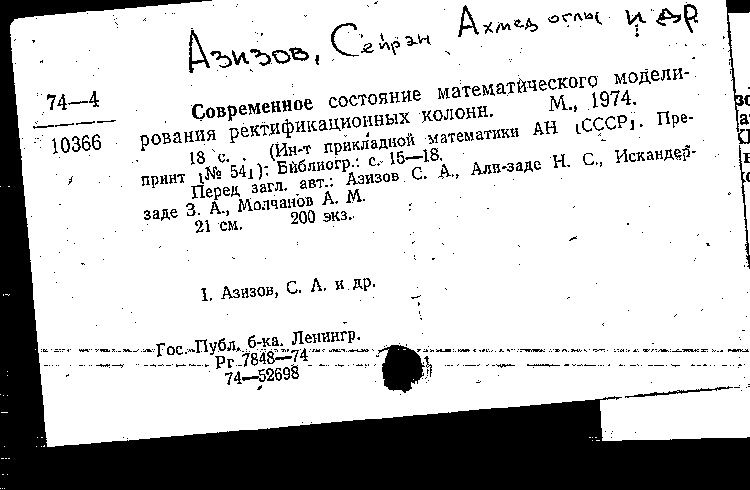 Азизов, Сейран Ахмед оглы и др
74—4
10366
Современное состояние математического модели-
рования ректификационных колонн. М., 1974.
18 с. (Ин-т прикладной математики АН [СССР]. Пре-
принт [№ 54]); Библиогр.: с. 15—18.
Перед загл. авт.: Азизов С. А., Али-заде Н. С., Искандер-
заде З. А., Молчанов А. М.
21 см. 200 экз.
1. Азизов, С. А. и др.
Гос. Публ. б-ка. Ленингр.
Рг 7848—74
74—52698